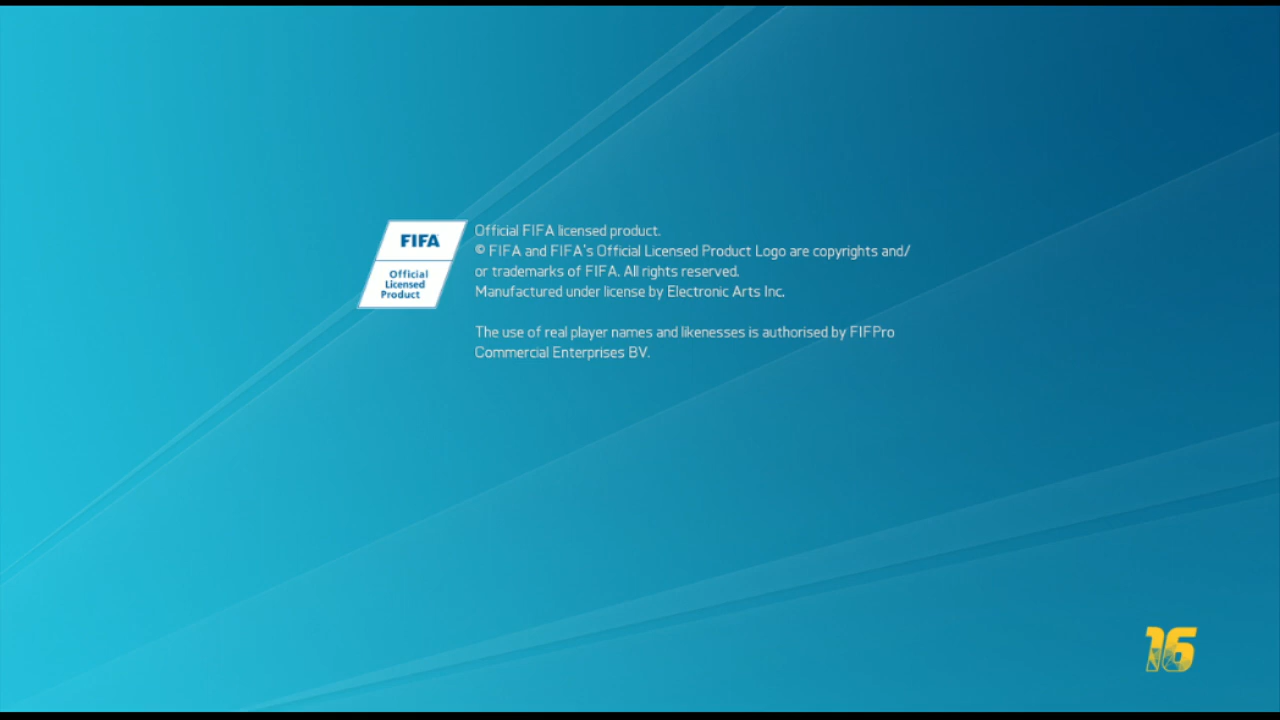 FIFA
Official
Licensed
Product
Official FIFA licensed product.
© FIFA and FIFA's Official Licensed Product Logo are copyrights and/
or trademarks of FIFA. All rights reserved.
Manufactured under license by Electronic Arts Inc.
The use of real player names and likenesses is authorised by FIFPro
Commercial Enterprises BV.
16